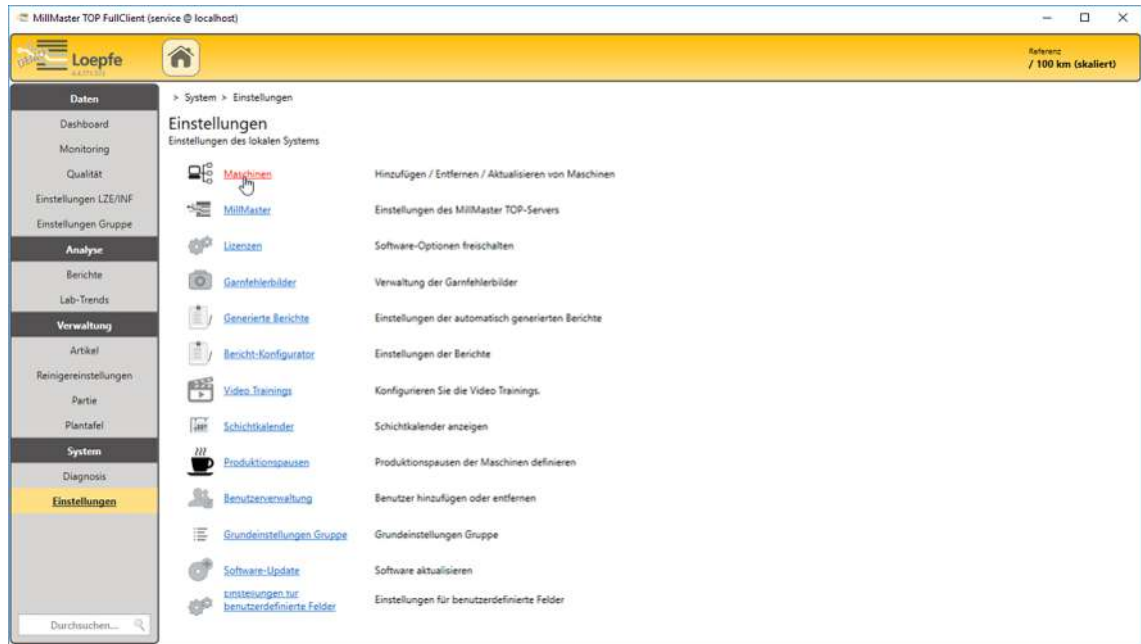 MillMaster TOP FullClient (service @ localhost)
Loepfe
Referenz
/ 100 km (skaliert)
Daten
Dashboard
Monitoring
Qualität
Einstellungen LZE/INF
Einstellungen Gruppe
Analyse
Berichte
Lab-Trends
Verwaltung
Artikel
Reinigereinstellungen
Partie
Plantafel
System
Diagnosis
Einstellungen
Durchsuchen...
> System > Einstellungen
Einstellungen
Einstellungen des lokalen Systems
Maschinen Hinzufügen / Entfernen / Aktualisieren von Maschinen
MillMaster Einstellungen des MillMaster TOP-Servers
Lizenzen Software-Optionen freischalten
Garnfehlerbilder Verwaltung der Garnfehlerbilder
Generierte Berichte Einstellungen der automatisch generierten Berichte
Bericht-Konfigurator Einstellungen der Berichte
Video Trainings Konfigurieren Sie die Video Trainings.
Schichtkalender Schichtkalender anzeigen
Produktionspausen Produktionspausen der Maschinen definieren
Benutzerverwaltung Benutzer hinzufügen oder entfernen
Grundeinstellungen Gruppe Grundeinstellungen Gruppe
Software-Update Software aktualisieren
Einstellungen zur
benutzerdefinierte Felder Einstellungen für benutzerdefinierte Felder